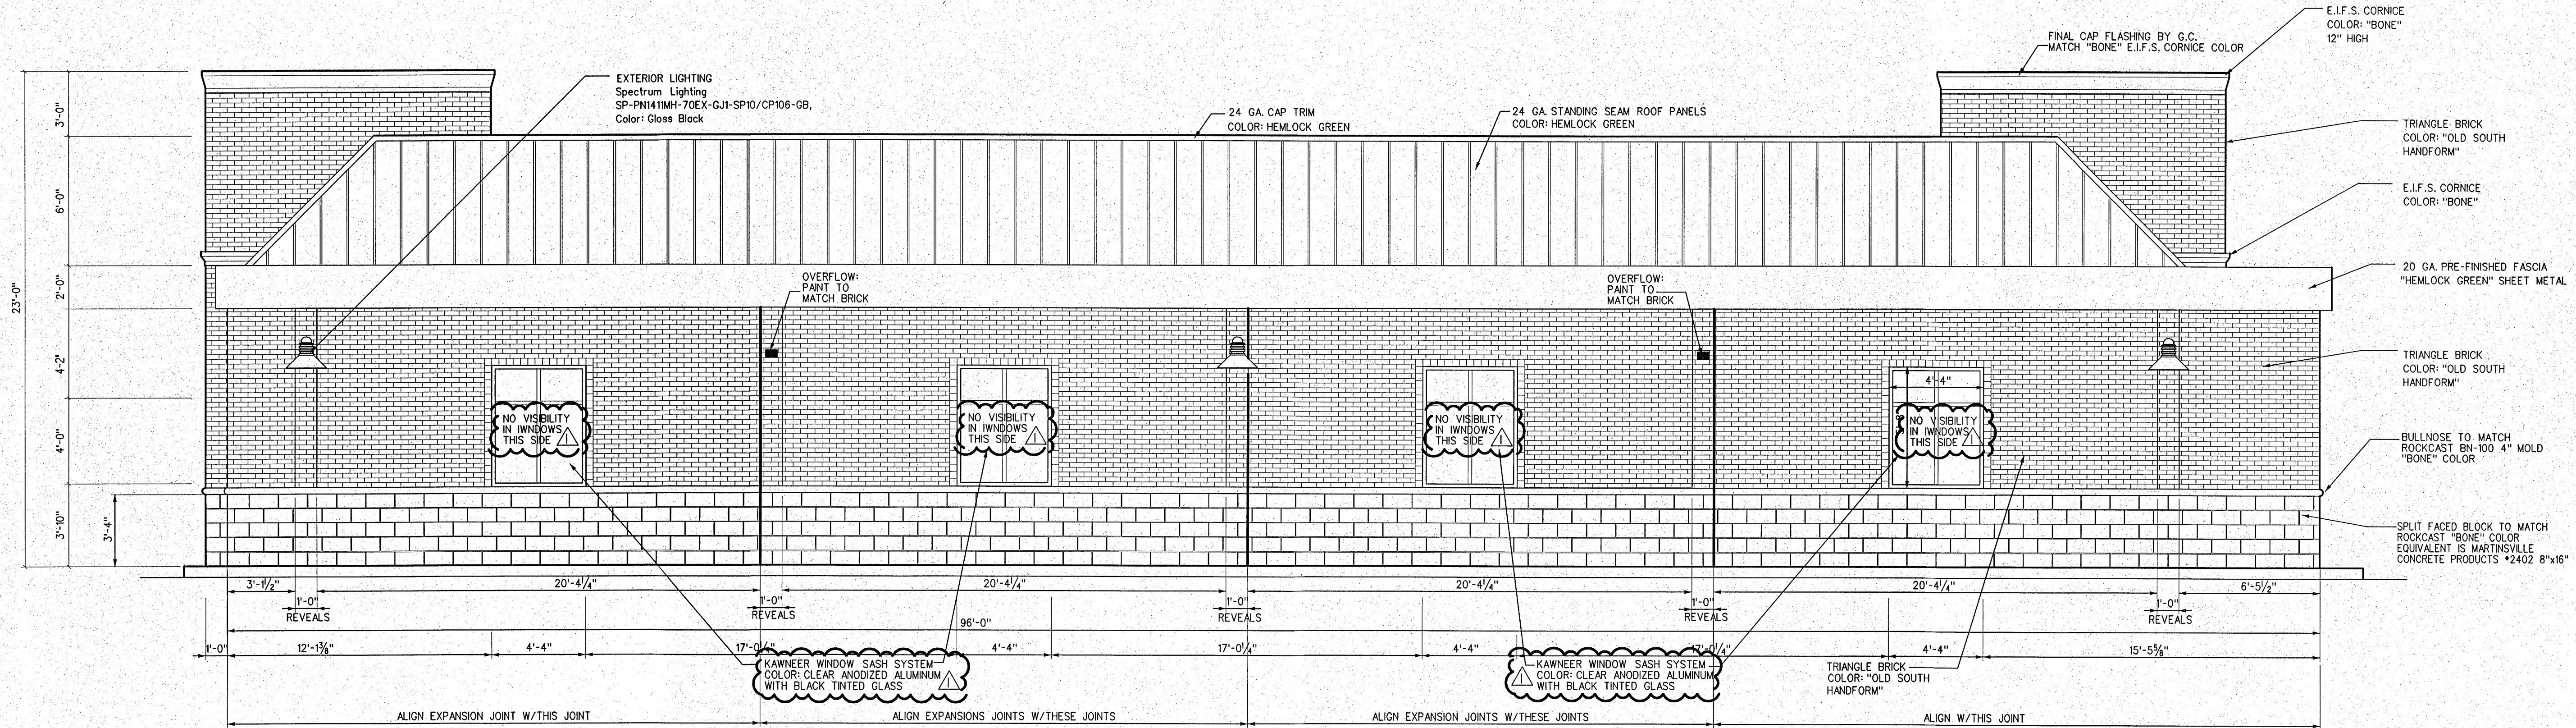 E.I.F.S. CORNICE
COLOR: "BONE"
12" HIGH
FINAL CAP FLASHING BY G.C.
MATCH "BONE" E.I.F.S. CORNICE COLOR
EXTERIOR LIGHTING
Spectrum Lighting
SP-PN1411MH-70EX-GJ1-SP10/CP106-GB,
Color: Gloss Black
24 GA. CAP TRIM
COLOR: HEMLOCK GREEN
24 GA. STANDING SEAM ROOF PANELS
COLOR: HEMLOCK GREEN
TRIANGLE BRICK
COLOR: "OLD SOUTH
HANDFORM"
E.I.F.S. CORNICE
COLOR: "BONE"
20 GA. PRE-FINISHED FASCIA
"HEMLOCK GREEN" SHEET METAL
OVERFLOW:
PAINT TO
MATCH BRICK
OVERFLOW:
PAINT TO
MATCH BRICK
TRIANGLE BRICK
COLOR: "OLD SOUTH
HANDFORM"
BULLNOSE TO MATCH
ROCKCAST BN-100 4" MOLD
"BONE" COLOR
SPLIT FACED BLOCK TO MATCH
ROCKCAST "BONE" COLOR
EQUIVALENT IS MARTINSVILLE
CONCRETE PRODUCTS *2402 8"x16"
23'-0"
3'-0"
6'-0"
2'-0"
4'-2"
4'-0"
3'-10"
3'-4"
4'-4"
NO VISIBILITY
IN IWNDOWS
THIS SIDE 1
NO VISIBILITY
IN IWNDOWS
THIS SIDE 1
NO VISIBILITY
IN IWNDOWS
THIS SIDE 1
NO VISIBILITY
IN IWNDOWS
THIS SIDE 1
3'-1½" 20'-4¼" 20'-4¼" 20'-4¼" 20'-4¼" 6'-5½"
1'-0" 1'-0" 1'-0" 1'-0" 1'-0"
REVEALS REVEALS REVEALS REVEALS REVEALS
96'-0"
1'-0" 12'-1⅜" 4'-4" 17'-0¼" 4'-4" 17'-0¼" 4'-4" 17'-0¼" 4'-4" 15'-5⅝"
KAWNEER WINDOW SASH SYSTEM
COLOR: CLEAR ANODIZED ALUMINUM
WITH BLACK TINTED GLASS 1
KAWNEER WINDOW SASH SYSTEM
COLOR: CLEAR ANODIZED ALUMINUM
1 WITH BLACK TINTED GLASS
TRIANGLE BRICK
COLOR: "OLD SOUTH
HANDFORM"
ALIGN EXPANSION JOINT W/THIS JOINT
ALIGN EXPANSIONS JOINTS W/THESE JOINTS
ALIGN EXPANSION JOINTS W/THESE JOINTS
ALIGN W/THIS JOINT